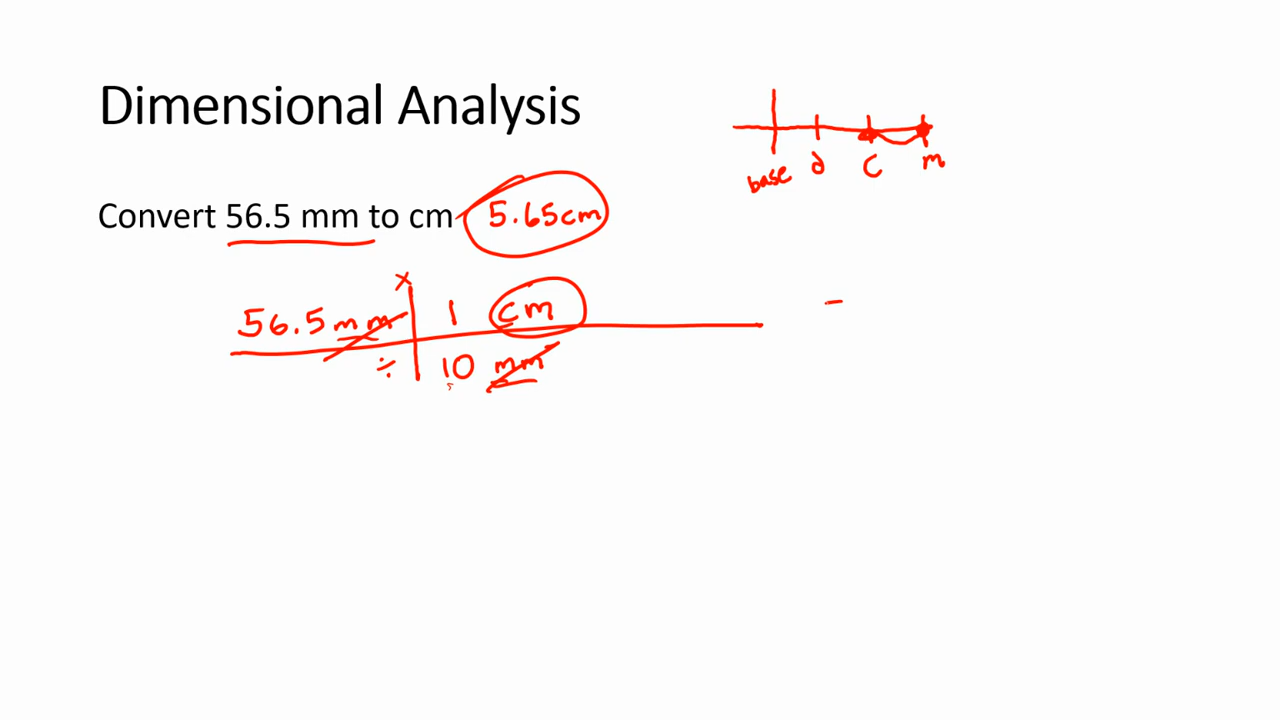 Dimensional Analysis
base d c m
Convert 56.5 mm to cm 5.65cm
x
56.5 mm 1 cm
÷ 10 mm